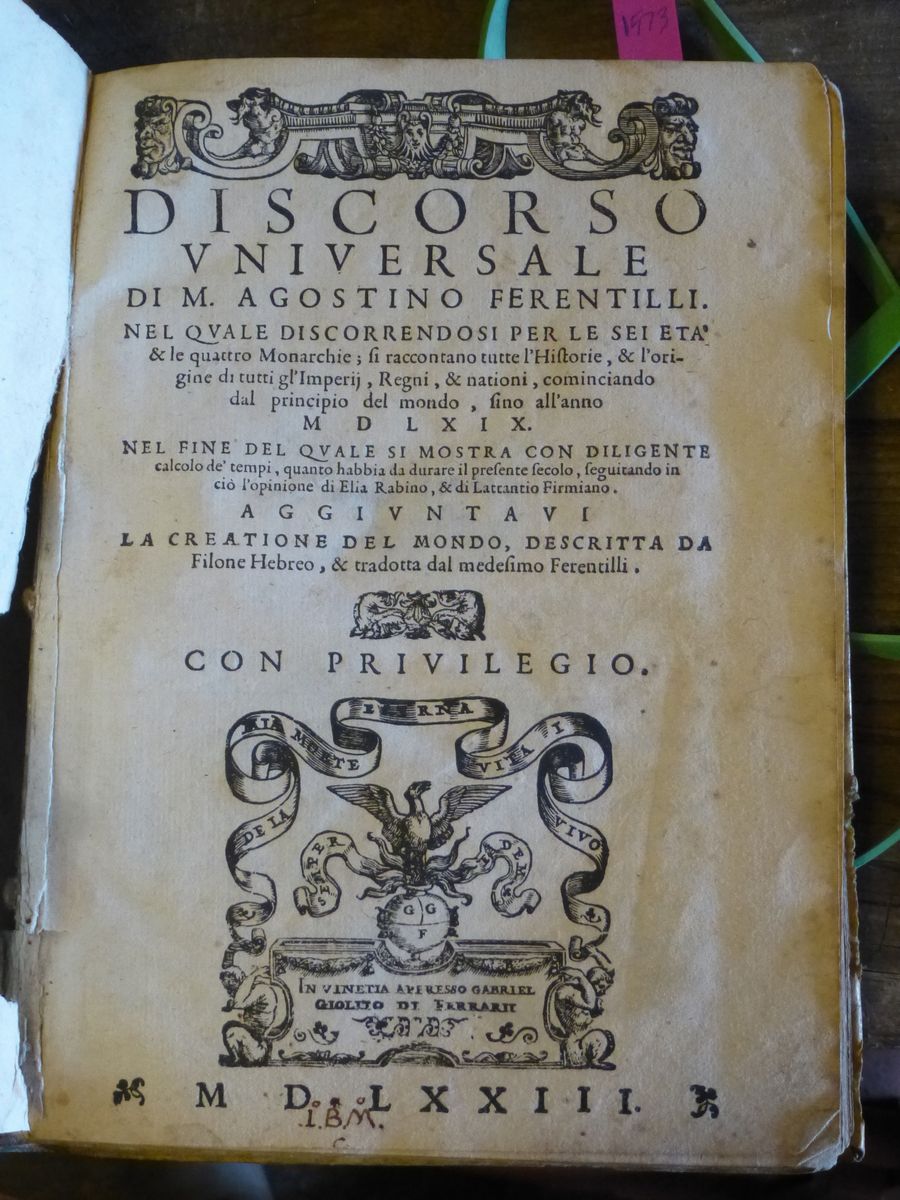 1573
DISCORSO
VNIVERSALE
DI M. AGOSTINO FERENTILLI.
NEL QVALE DISCORRENDOSI PER LE SEI ETA'
& le quattro Monarchie; ſi raccontano tutte l'Hiſtorie, & l'ori-
gine di tutti gl'Imperij, Regni, & nationi, cominciando
dal principio del mondo, ſino all'anno
M D L X I X.
NEL FINE DEL QVALE SI MOSTRA CON DILIGENTE
calcolo de' tempi, quanto habbia da durare il preſente ſecolo, ſeguitando in
ciò l'opinione di Elia Rabino, & di Lattantio Firmiano.
AGGIVNTAVI
LA CREATIONE DEL MONDO, DESCRITTA DA
Filone Hebreo, & tradotta dal medeſimo Ferentilli.
CON PRIVILEGIO.
DE LA MIA MORTE ETERNA VITA I VIVO
SEMPER IDEM
G G
F
IN VINETIA APPRESSO GABRIEL
GIOLITO DI FERRARII
M D LXXIII.
I.B.M.